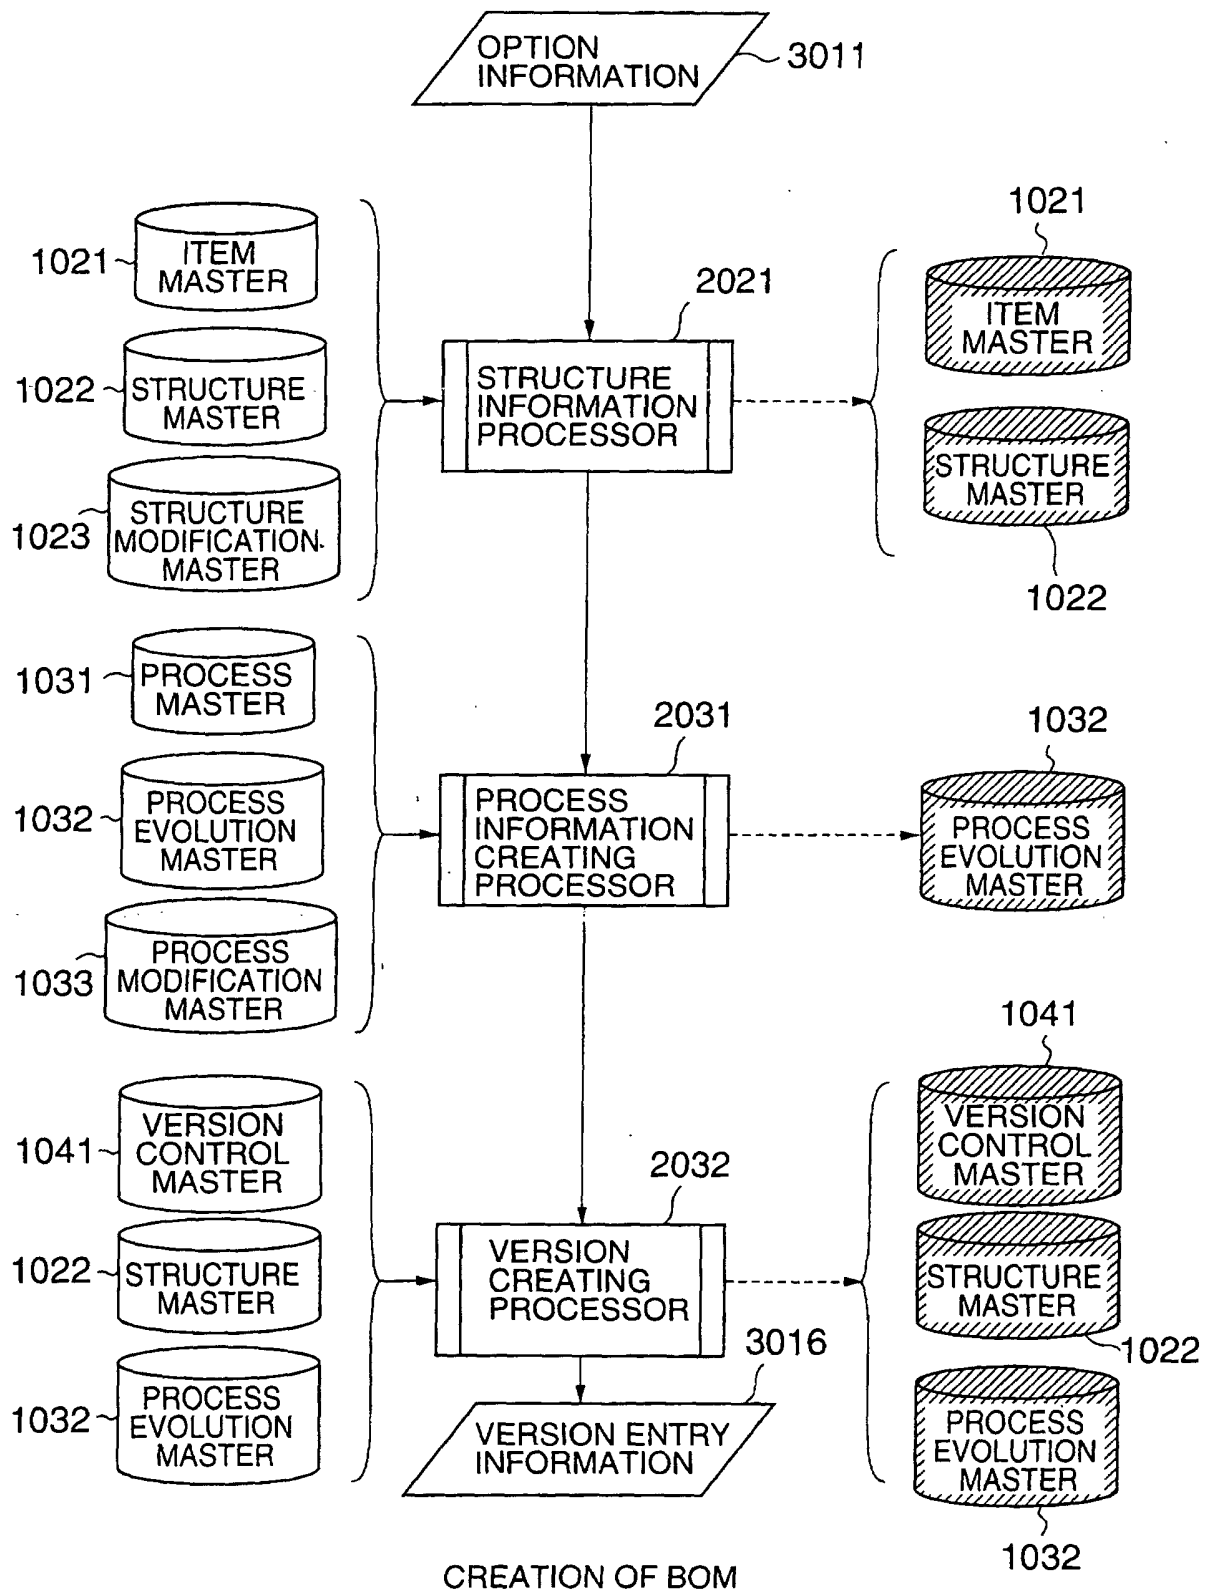 OPTION
INFORMATION
3011
1021
ITEM
MASTER
1022
STRUCTURE
MASTER
1023
STRUCTURE
MODIFICATION
MASTER
2021
STRUCTURE
INFORMATION
PROCESSOR
1021
ITEM
MASTER
STRUCTURE
MASTER
1022
1031
PROCESS
MASTER
1032
PROCESS
EVOLUTION
MASTER
1033
PROCESS
MODIFICATION
MASTER
2031
PROCESS
INFORMATION
CREATING
PROCESSOR
1032
PROCESS
EVOLUTION
MASTER
1041
VERSION
CONTROL
MASTER
1022
STRUCTURE
MASTER
1032
PROCESS
EVOLUTION
MASTER
2032
VERSION
CREATING
PROCESSOR
3016
VERSION ENTRY
INFORMATION
1041
VERSION
CONTROL
MASTER
STRUCTURE
MASTER
1022
PROCESS
EVOLUTION
MASTER
1032
CREATION OF BOM